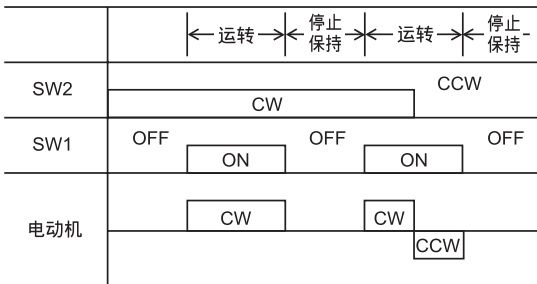 运转 停止 运转 停止
保持 保持
SW2 CCW
CW
SW1 OFF OFF OFF
ON ON
电动机 CW CW
CCW